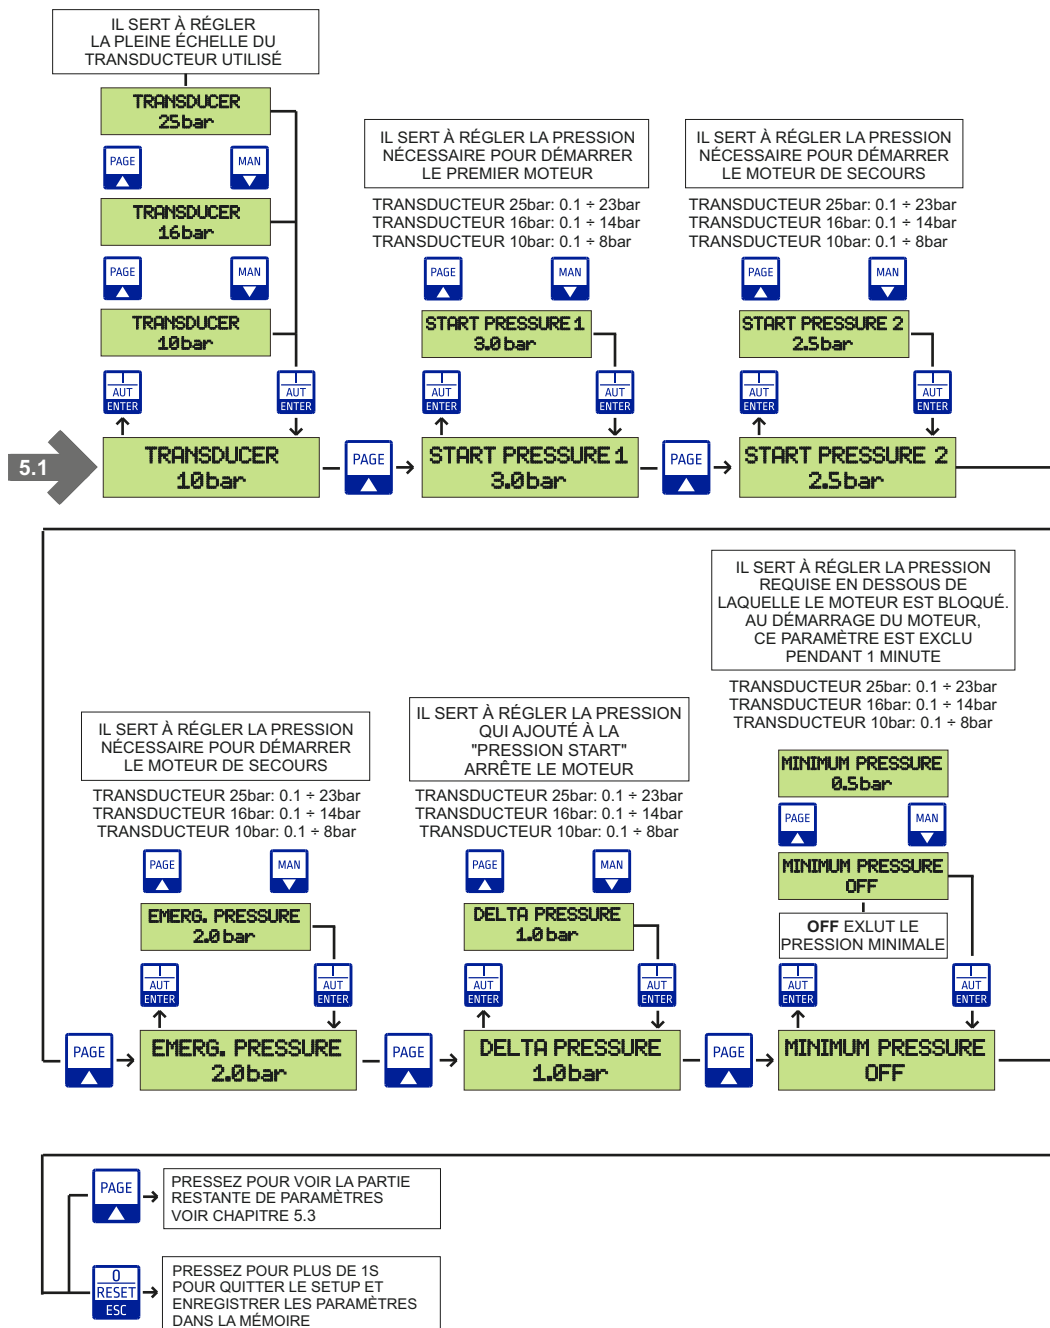 IL SERT À RÉGLER
LA PLEINE ÉCHELLE DU
TRANSDUCTEUR UTILISÉ
TRANSDUCER
25bar
PAGE
MAN
TRANSDUCER
16bar
PAGE
MAN
TRANSDUCER
10bar
I
AUT
ENTER
I
AUT
ENTER
5.1
TRANSDUCER
10bar
PAGE
IL SERT À RÉGLER LA PRESSION
NÉCESSAIRE POUR DÉMARRER
LE PREMIER MOTEUR
TRANSDUCTEUR 25bar: 0.1 ÷ 23bar
TRANSDUCTEUR 16bar: 0.1 ÷ 14bar
TRANSDUCTEUR 10bar: 0.1 ÷ 8bar
PAGE
MAN
START PRESSURE 1
3.0 bar
I
AUT
ENTER
I
AUT
ENTER
START PRESSURE 1
3.0bar
PAGE
IL SERT À RÉGLER LA PRESSION
NÉCESSAIRE POUR DÉMARRER
LE MOTEUR DE SECOURS
TRANSDUCTEUR 25bar: 0.1 ÷ 23bar
TRANSDUCTEUR 16bar: 0.1 ÷ 14bar
TRANSDUCTEUR 10bar: 0.1 ÷ 8bar
PAGE
MAN
START PRESSURE 2
2.5bar
I
AUT
ENTER
I
AUT
ENTER
START PRESSURE 2
2.5bar
IL SERT À RÉGLER LA PRESSION
NÉCESSAIRE POUR DÉMARRER
LE MOTEUR DE SECOURS
TRANSDUCTEUR 25bar: 0.1 ÷ 23bar
TRANSDUCTEUR 16bar: 0.1 ÷ 14bar
TRANSDUCTEUR 10bar: 0.1 ÷ 8bar
PAGE
MAN
EMERG. PRESSURE
2.0 bar
I
AUT
ENTER
I
AUT
ENTER
PAGE
EMERG. PRESSURE
2.0bar
PAGE
IL SERT À RÉGLER LA PRESSION
QUI AJOUTÉ À LA
"PRESSION START"
ARRÊTE LE MOTEUR
TRANSDUCTEUR 25bar: 0.1 ÷ 23bar
TRANSDUCTEUR 16bar: 0.1 ÷ 14bar
TRANSDUCTEUR 10bar: 0.1 ÷ 8bar
PAGE
MAN
DELTA PRESSURE
1.0 bar
I
AUT
ENTER
I
AUT
ENTER
DELTA PRESSURE
1.0bar
PAGE
IL SERT À RÉGLER LA PRESSION
REQUISE EN DESSOUS DE
LAQUELLE LE MOTEUR EST BLOQUÉ.
AU DÉMARRAGE DU MOTEUR,
CE PARAMÈTRE EST EXCLU
PENDANT 1 MINUTE
TRANSDUCTEUR 25bar: 0.1 ÷ 23bar
TRANSDUCTEUR 16bar: 0.1 ÷ 14bar
TRANSDUCTEUR 10bar: 0.1 ÷ 8bar
MINIMUM PRESSURE
0.5bar
PAGE
MAN
MINIMUM PRESSURE
OFF
OFF EXLUT LE
PRESSION MINIMALE
I
AUT
ENTER
I
AUT
ENTER
MINIMUM PRESSURE
OFF
PAGE
PRESSEZ POUR VOIR LA PARTIE
RESTANTE DE PARAMÈTRES
VOIR CHAPITRE 5.3
0
RESET
ESC
PRESSEZ POUR PLUS DE 1S
POUR QUITTER LE SETUP ET
ENREGISTRER LES PARAMÈTRES
DANS LA MÉMOIRE